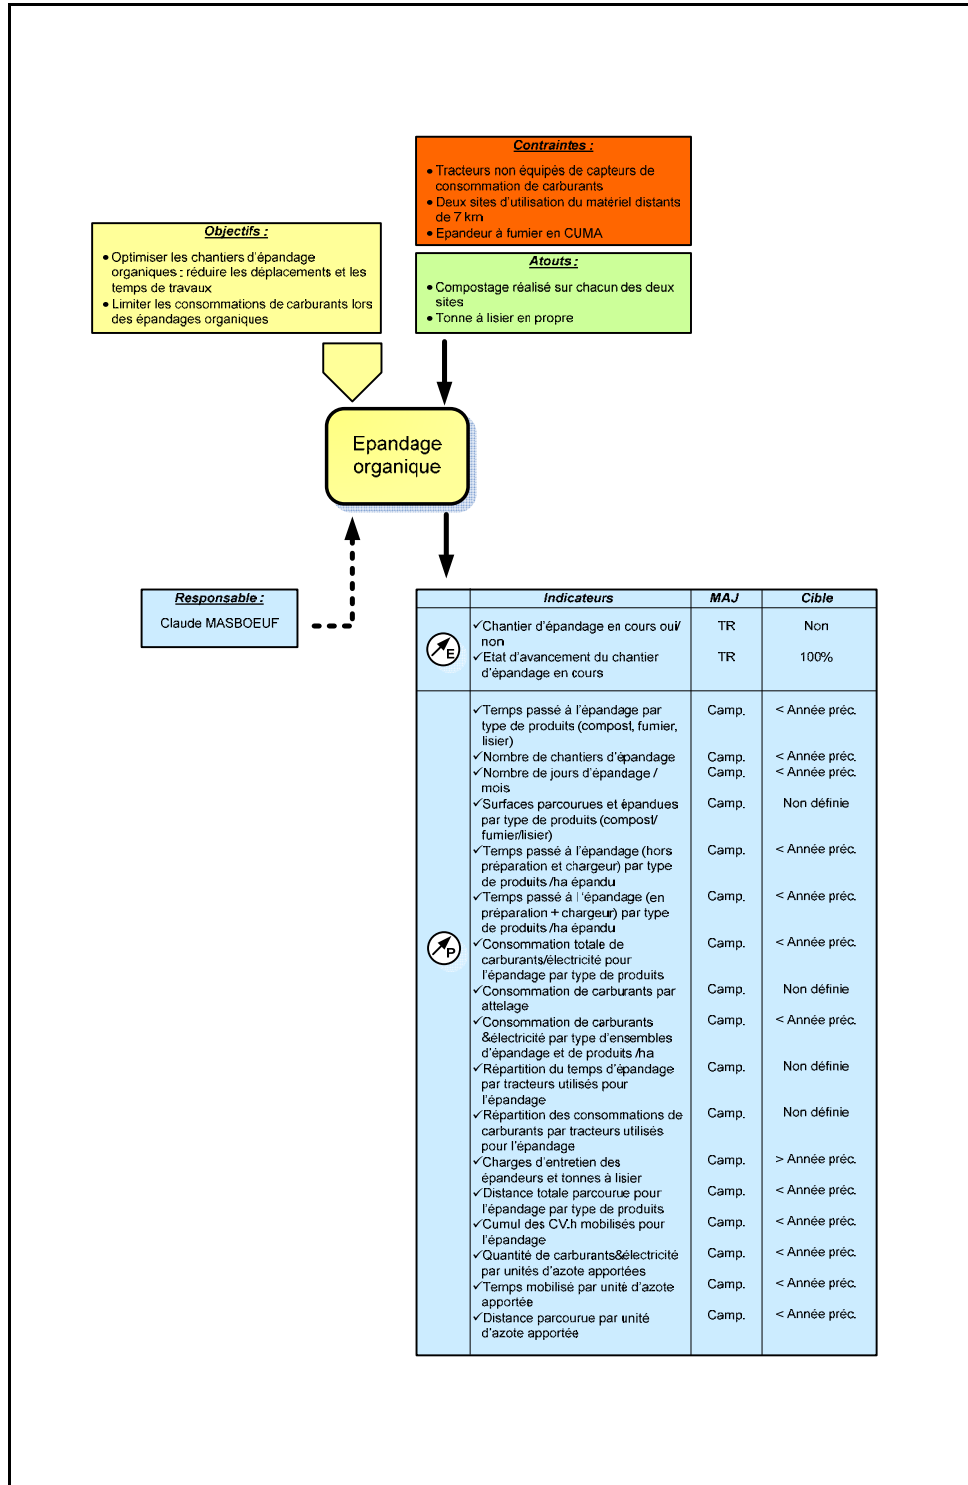 Contraintes :
• Tracteurs non équipés de capteurs de
consommation de carburants
• Deux sites d'utilisation du matériel distants
de 7 km
• Epandeur à fumier en CUMA
Objectifs :
• Optimiser les chantiers d'épandage
organiques : réduire les déplacements et les
temps de travaux
• Limiter les consommations de carburants lors
des épandages organiques
Atouts :
• Compostage réalisé sur chacun des deux
sites
• Tonne à lisier en propre
Epandage
organique
Responsable :
Claude MASBOEUF
Indicateurs MAJ Cible
E
✓Chantier d'épandage en cours oui/ TR Non
non
✓Etat d'avancement du chantier TR 100%
d'épandage en cours
P
✓Temps passé à l'épandage par Camp. < Année préc.
type de produits (compost, fumier,
lisier)
✓Nombre de chantiers d'épandage Camp. < Année préc.
✓Nombre de jours d'épandage / Camp. < Année préc.
mois
✓Surfaces parcourues et épandues Camp. Non définie
par type de produits (compost/
fumier/lisier)
✓Temps passé à l'épandage (hors Camp. < Année préc.
préparation et chargeur) par type
de produits /ha épandu
✓Temps passé à l 'épandage (en Camp. < Année préc.
préparation + chargeur) par type
de produits /ha épandu
✓Consommation totale de Camp. < Année préc.
carburants/électricité pour
l'épandage par type de produits
✓Consommation de carburants par Camp. Non définie
attelage
✓Consommation de carburants Camp. < Année préc.
&électricité par type d'ensembles
d'épandage et de produits /ha
✓Répartition du temps d'épandage Camp. Non définie
par tracteurs utilisés pour
l'épandage
✓Répartition des consommations de Camp. Non définie
carburants par tracteurs utilisés
pour l'épandage
✓Charges d'entretien des Camp. > Année préc.
épandeurs et tonnes à lisier
✓Distance totale parcourue pour Camp. < Année préc.
l'épandage par type de produits
✓Cumul des CV.h mobilisés pour Camp. < Année préc.
l'épandage
✓Quantité de carburants&électricité Camp. < Année préc.
par unités d'azote apportées
✓Temps mobilisé par unité d'azote Camp. < Année préc.
apportée
✓Distance parcourue par unité Camp. < Année préc.
d'azote apportée